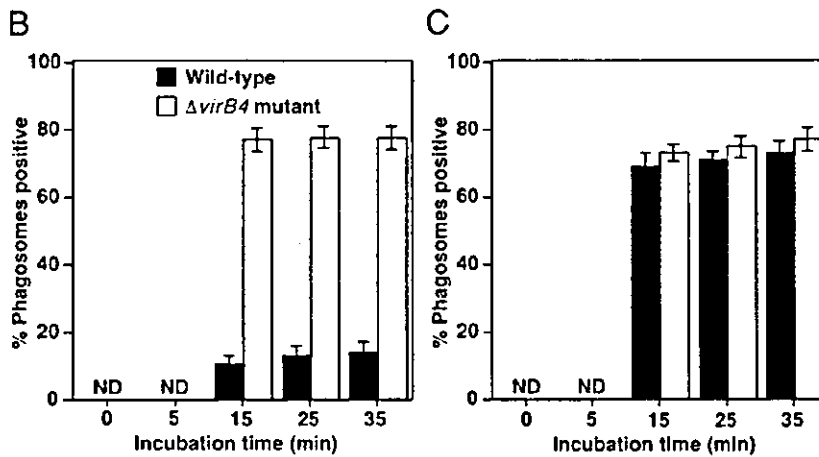 B
% Phagosomes positive
100
80
60
40
20
0
Wild-type
ΔvirB4 mutant
ND ND
0 5 15 25 35
Incubation time (min)
C
% Phagosomes positive
100
80
60
40
20
0
ND ND
0 5 15 25 35
Incubation time (min)